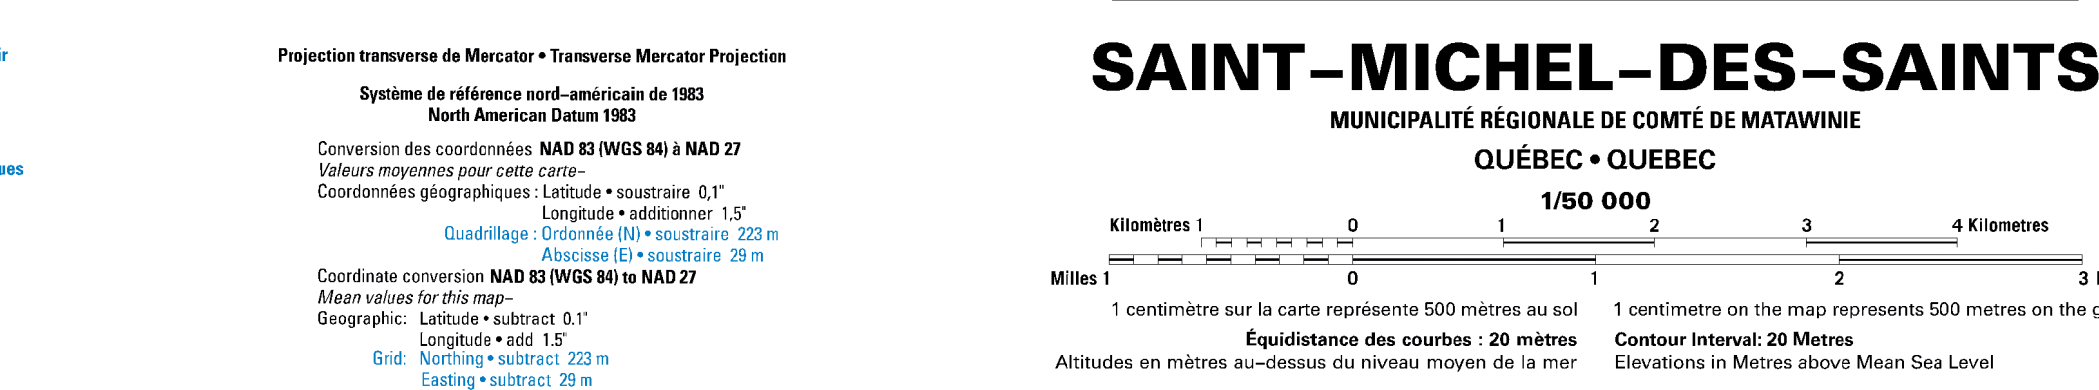 Projection transverse de Mercator • Transverse Mercator Projection
Système de référence nord–américain de 1983
North American Datum 1983
Conversion des coordonnées NAD 83 (WGS 84) à NAD 27
Valeurs moyennes pour cette carte–
Coordonnées géographiques : Latitude • soustraire 0,1"
Longitude • additionner 1,5"
Quadrillage : Ordonnée (N) • soustraire 223 m
Abscisse (E) • soustraire 29 m
Coordinate conversion NAD 83 (WGS 84) to NAD 27
Mean values for this map–
Geographic: Latitude • subtract 0.1"
Longitude • add 1.5"
Grid: Northing • subtract 223 m
Easting • subtract 29 m
SAINT–MICHEL–DES–SAINTS
MUNICIPALITÉ RÉGIONALE DE COMTÉ DE MATAWINIE
QUÉBEC • QUEBEC
1/50 000
Kilomètres 1 0 1 2 3 4 Kilometres
Milles 1 0 1 2 3
1 centimètre sur la carte représente 500 mètres au sol
1 centimetre on the map represents 500 metres on the
Équidistance des courbes : 20 mètres
Contour Interval: 20 Metres
Altitudes en mètres au–dessus du niveau moyen de la mer
Elevations in Metres above Mean Sea Level